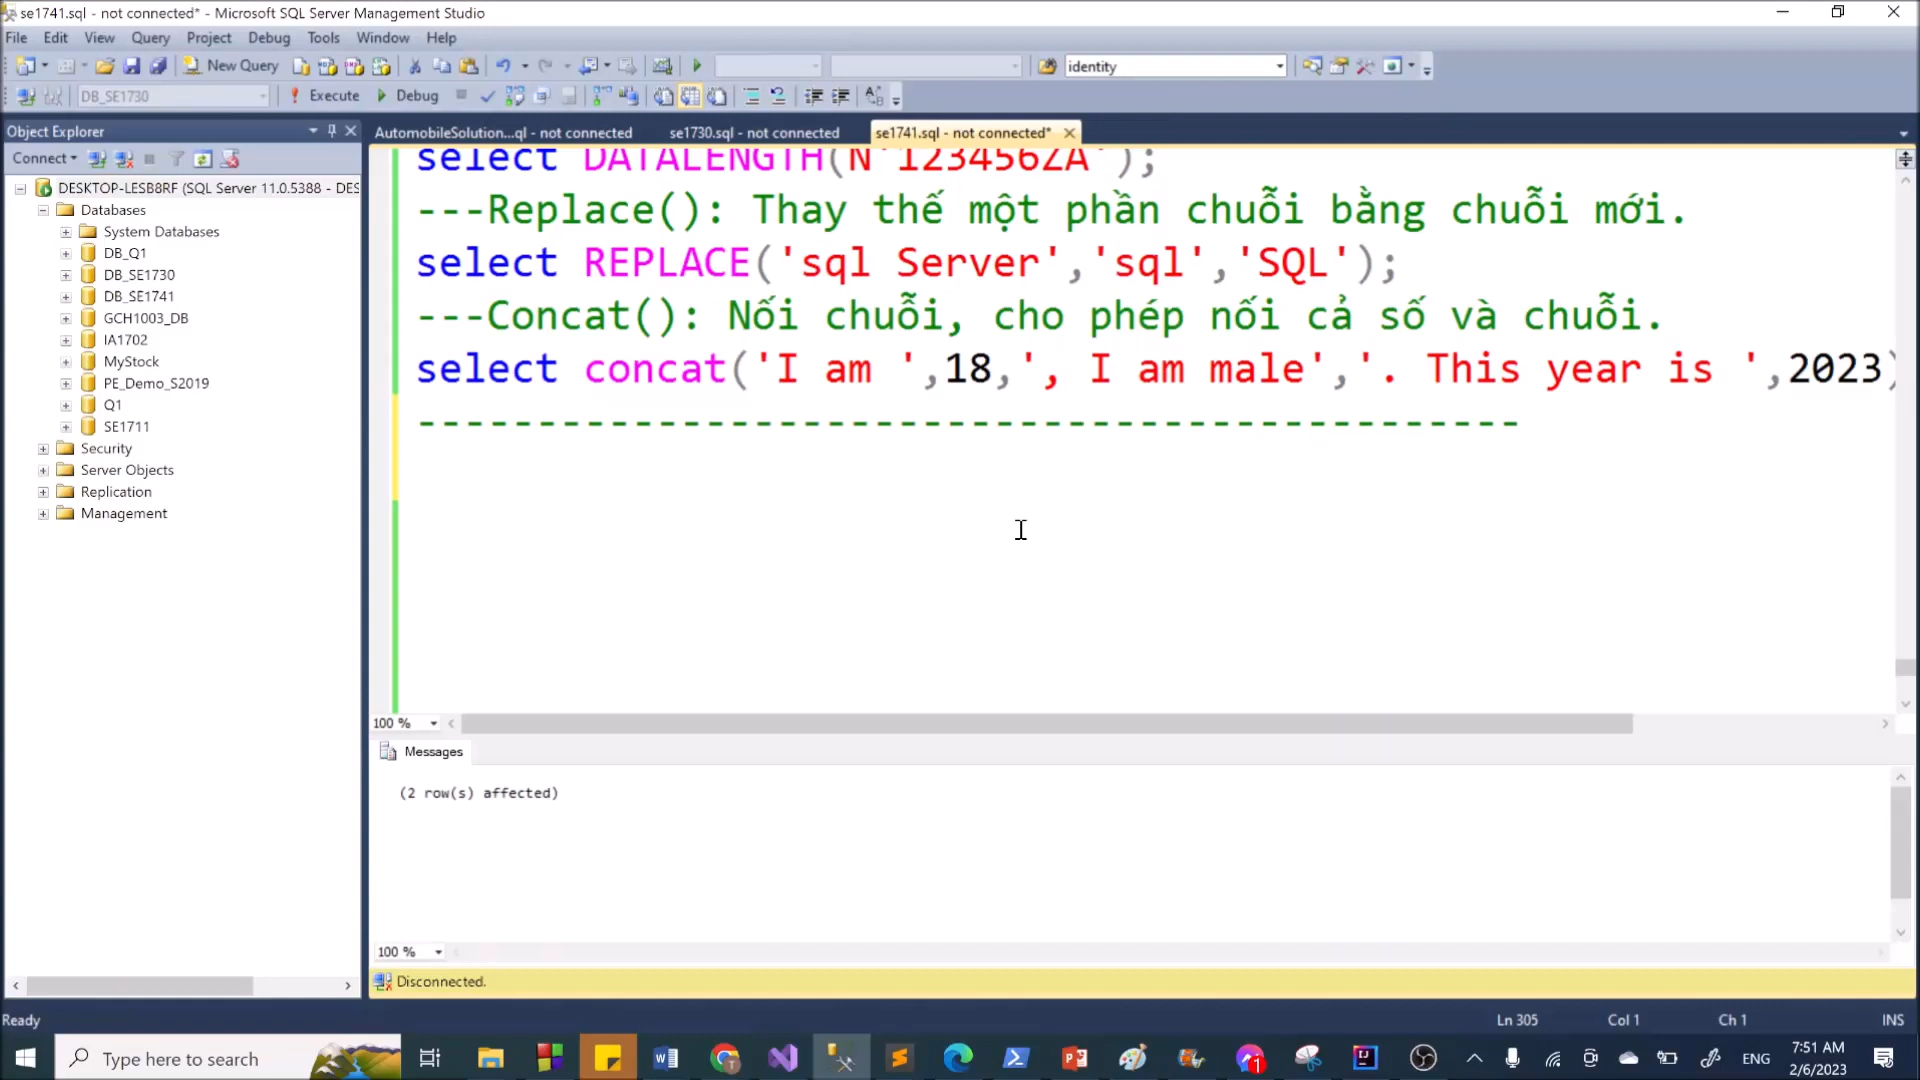 se1741.sql - not connected* - Microsoft SQL Server Management Studio
File Edit View Query Project Debug Tools Window Help
New Query identity
DB_SE1730 Execute Debug
Object Explorer
Connect
DESKTOP-LESB8RF (SQL Server 11.0.5388 - DES
Databases
System Databases
DB_Q1
DB_SE1730
DB_SE1741
GCH1003_DB
IA1702
MyStock
PE_Demo_S2019
Q1
SE1711
Security
Server Objects
Replication
Management
AutomobileSolution...ql - not connected se1730.sql - not connected se1741.sql - not connected*
select DATALENGTH(N'123456ZA');
---Replace(): Thay thế một phần chuỗi bằng chuỗi mới.
select REPLACE('sql Server','sql','SQL');
---Concat(): Nối chuỗi, cho phép nối cả số và chuỗi.
select concat('I am ',18,', I am male','. This year is ',2023)
----------------------------------------------
100 %
Messages
(2 row(s) affected)
100 %
Disconnected.
Ready Ln 305 Col 1 Ch 1 INS
Type here to search
1
ENG
7:51 AM
2/6/2023